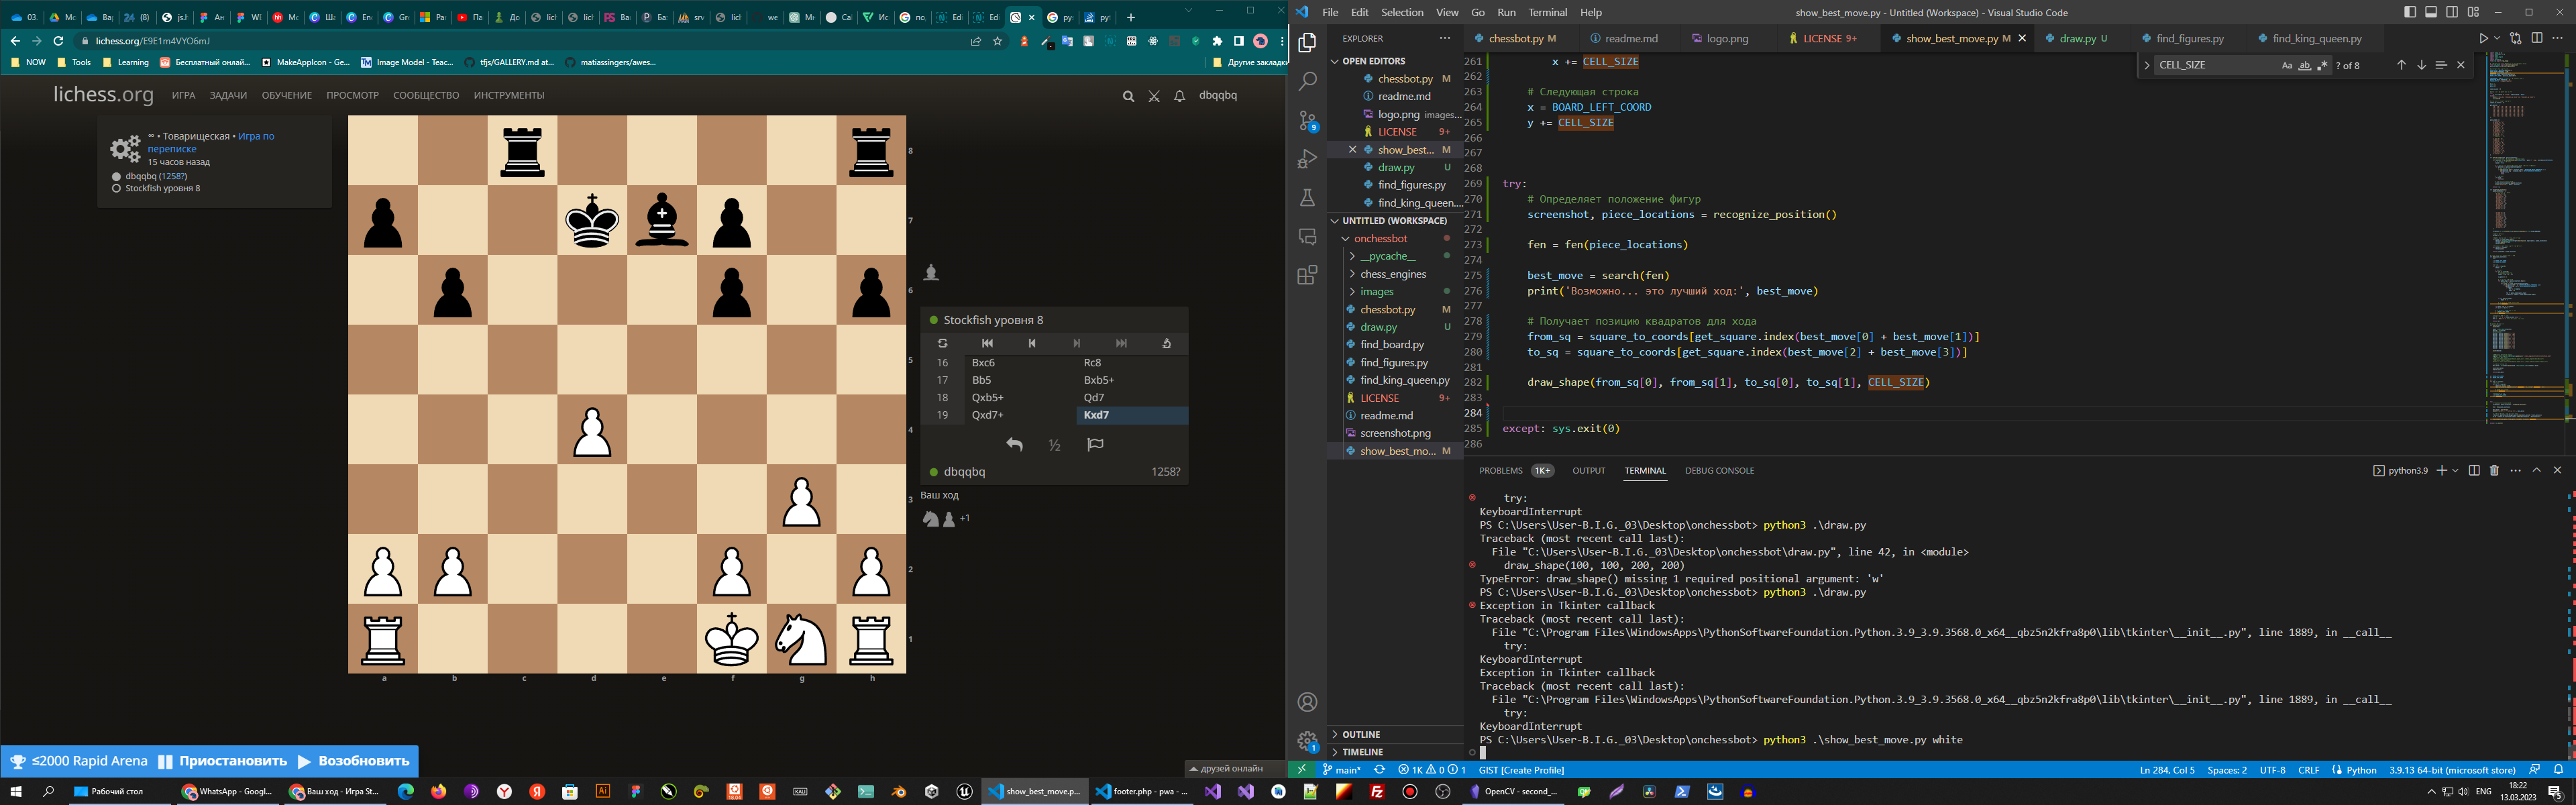 lichess.org/E9E1m4VYO6mJ
NOW
Tools
Learning
Бесплатный онлай...
MakeAppIcon - Ge...
Image Model - Teac...
tfjs/GALLERY.md at...
matiassingers/awes...
Другие закладки
lichess.org
ИГРА
ЗАДАЧИ
ОБУЧЕНИЕ
ПРОСМОТР
СООБЩЕСТВО
ИНСТРУМЕНТЫ
dbqqbq
∞ • Товарищеская • Игра по
переписке
15 часов назад
dbqqbq (1258?)
Stockfish уровня 8
8
7
6
5
4
3
2
1
a b c d e f g h
Stockfish уровня 8
16 Bxc6 Rc8
17 Bb5 Bxb5+
18 Qxb5+ Qd7
19 Qxd7+ Kxd7
½
dbqqbq 1258?
Ваш ход
+1
≤2000 Rapid Arena
Приостановить
Возобновить
друзей онлайн
File Edit Selection View Go Run Terminal Help
show_best_move.py - Untitled (Workspace) - Visual Studio Code
EXPLORER
OPEN EDITORS
chessbot.py M
readme.md
logo.png images...
LICENSE 9+
show_best... M
draw.py U
find_figures.py
find_king_queen....
UNTITLED (WORKSPACE)
onchessbot
__pycache__
chess_engines
images
chessbot.py M
draw.py U
find_board.py
find_figures.py
find_king_queen.py
LICENSE 9+
readme.md
screenshot.png
show_best_mo... M
OUTLINE
TIMELINE
chessbot.py M
readme.md
logo.png
LICENSE 9+
show_best_move.py M
draw.py U
find_figures.py
find_king_queen.py
CELL_SIZE
? of 8
261 x += CELL_SIZE
262
263 # Следующая строка
264 x = BOARD_LEFT_COORD
265 y += CELL_SIZE
266
267
268
269 try:
270 # Определяет положение фигур
271 screenshot, piece_locations = recognize_position()
272
273 fen = fen(piece_locations)
274
275 best_move = search(fen)
276 print('Возможно... это лучший ход:', best_move)
277
278 # Получает позицию квадратов для хода
279 from_sq = square_to_coords[get_square.index(best_move[0] + best_move[1])]
280 to_sq = square_to_coords[get_square.index(best_move[2] + best_move[3])]
281
282 draw_shape(from_sq[0], from_sq[1], to_sq[0], to_sq[1], CELL_SIZE)
283
284
285 except: sys.exit(0)
286
PROBLEMS 1K+ OUTPUT TERMINAL DEBUG CONSOLE
python3.9
try:
KeyboardInterrupt
PS C:\Users\User-B.I.G._03\Desktop\onchessbot> python3 .\draw.py
Traceback (most recent call last):
File "C:\Users\User-B.I.G._03\Desktop\onchessbot\draw.py", line 42, in <module>
draw_shape(100, 100, 200, 200)
TypeError: draw_shape() missing 1 required positional argument: 'w'
PS C:\Users\User-B.I.G._03\Desktop\onchessbot> python3 .\draw.py
Exception in Tkinter callback
Traceback (most recent call last):
File "C:\Program Files\WindowsApps\PythonSoftwareFoundation.Python.3.9_3.9.3568.0_x64__qbz5n2kfra8p0\lib\tkinter\__init__.py", line 1889, in __call__
try:
KeyboardInterrupt
Exception in Tkinter callback
Traceback (most recent call last):
File "C:\Program Files\WindowsApps\PythonSoftwareFoundation.Python.3.9_3.9.3568.0_x64__qbz5n2kfra8p0\lib\tkinter\__init__.py", line 1889, in __call__
try:
KeyboardInterrupt
PS C:\Users\User-B.I.G._03\Desktop\onchessbot> python3 .\show_best_move.py white
main*
1K 0 1
GIST [Create Profile]
Ln 284, Col 5
Spaces: 2
UTF-8
CRLF
Python
3.9.13 64-bit (microsoft store)
Рабочий стол
WhatsApp - Googl...
Ваш ход - Игра St...
show_best_move.p...
footer.php - pwa - ...
OpenCV - second_...
ENG
18:22
13.03.2023